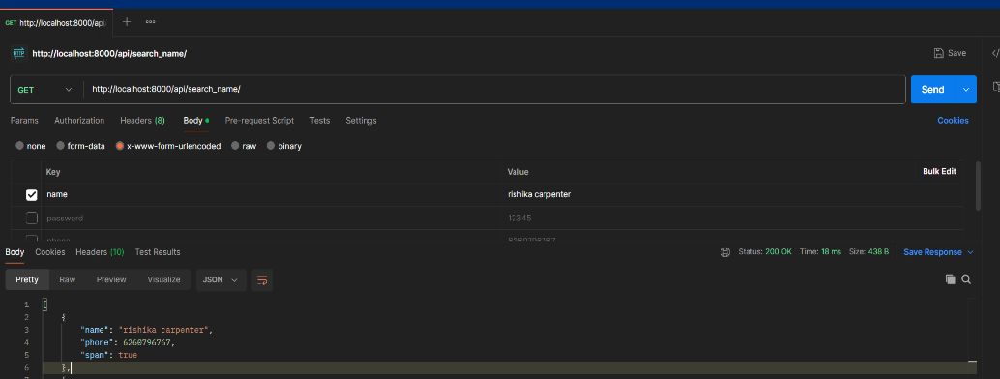 GET http://localhost:8000/api/
HTTP http://localhost:8000/api/search_name/ Save
GET http://localhost:8000/api/search_name/ Send
Params Authorization Headers (8) Body Pre-request Script Tests Settings Cookies
none form-data x-www-form-urlencoded raw binary
Key Value Bulk Edit
name rishika carpenter
password 12345
phone 6260796767
Body Cookies Headers (10) Test Results Status: 200 OK Time: 18 ms Size: 438 B Save Response
Pretty Raw Preview Visualize JSON
1 [
2 {
3 "name": "rishika carpenter",
4 "phone": 6260796767,
5 "spam": true
6 },